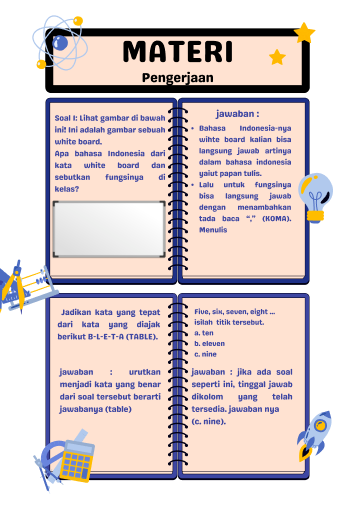 MATERI
Pengerjaan
Soal 1: Lihat gambar di bawah
ini! Ini adalah gambar sebuah
white board.
Apa bahasa Indonesia dari
kata white board dan
sebutkan fungsinya di
kelas?
jawaban :
• Bahasa Indonesia-nya
wihte board kalian bisa
langsung jawab artinya
dalam bahasa indonesia
yaiut papan tulis.
• Lalu untuk fungsinya
bisa langsung jawab
dengan menambahkan
tada baca “,” (KOMA).
Menulis
Jadikan kata yang tepat
dari kata yang diajak
berikut B-L-E-T-A (TABLE).
jawaban : urutkan
menjadi kata yang benar
dari soal tersebut berarti
jawabanya (table)
Five, six, seven, eight ...
isilah titik tersebut.
a. ten
b. eleven
c. nine
jawaban : jika ada soal
seperti ini, tinggal jawab
dikolom yang telah
tersedia. jawaban nya
(c. nine).